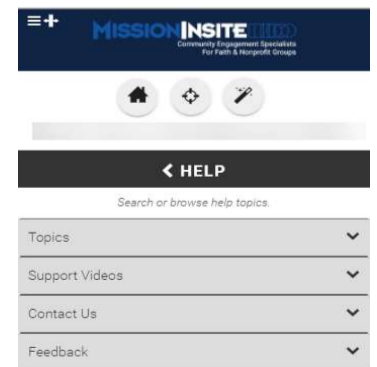 MISSIONINSITE
Community Engagement Specialists
For Faith & Nonprofit Groups
HELP
Search or browse help topics.
Topics
Support Videos
Contact Us
Feedback